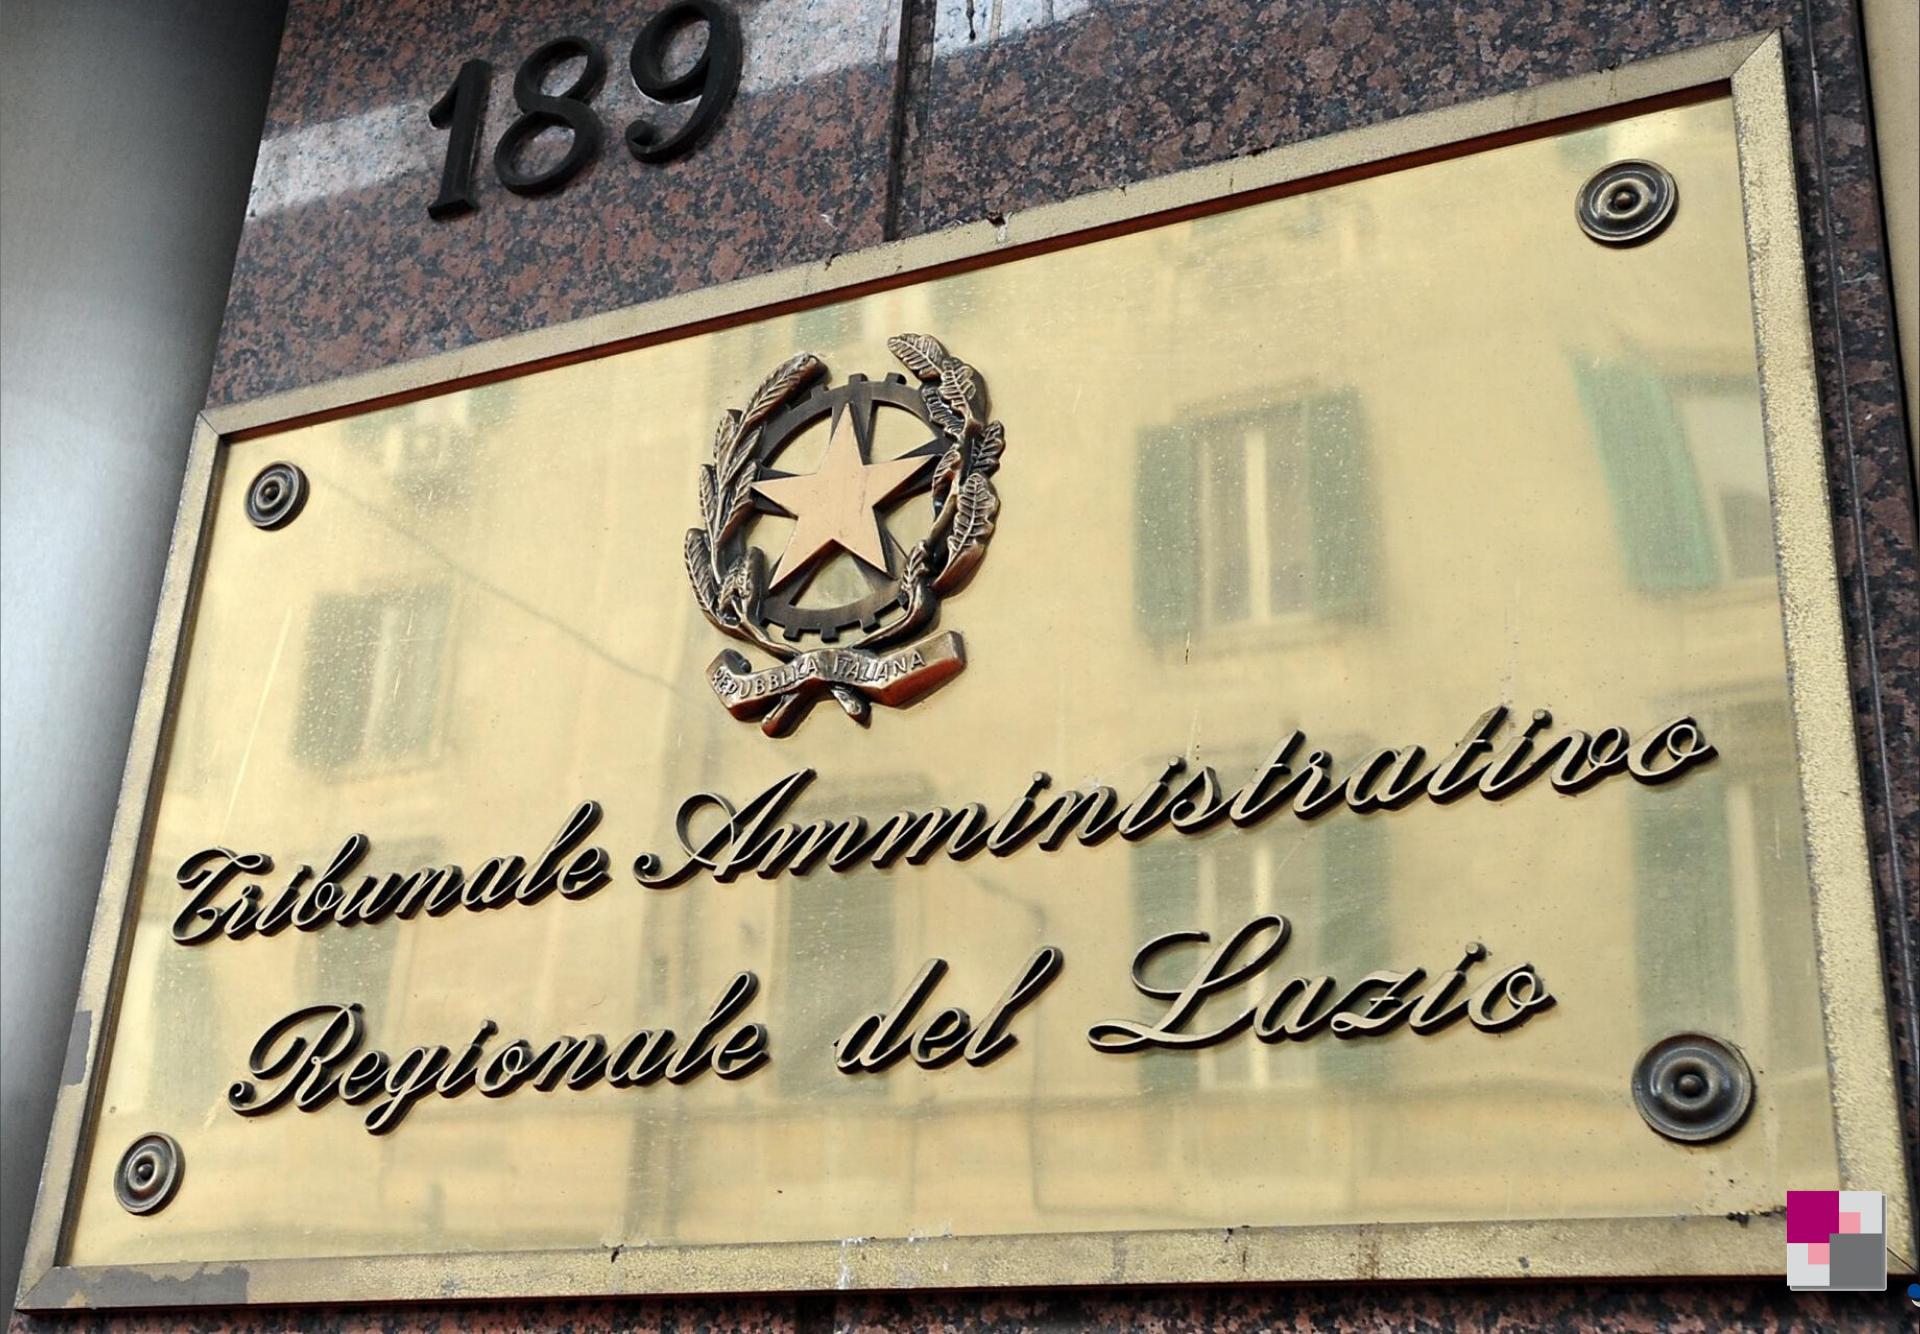 189
REPUBBLICA ITALIANA
Tribunale Amministrativo
Regionale del Lazio